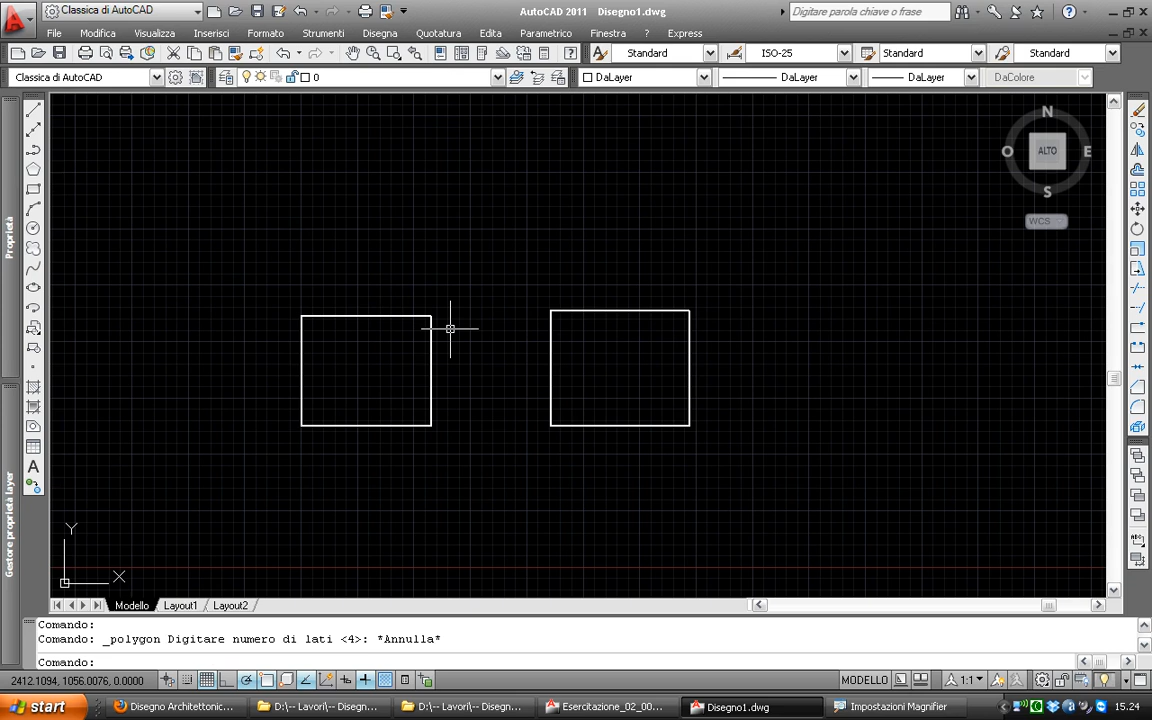 Classica di AutoCAD
AutoCAD 2011 Disegno1.dwg
Digitare parola chiave o frase
File Modifica Visualizza Inserisci Formato Strumenti Disegna Quotatura Edita Parametrico Finestra ? Express
Standard ISO-25 Standard Standard
Classica di AutoCAD 0 DaLayer DaLayer DaLayer DaColore
N
O ALTO E
S
WCS
Proprietà
Gestore proprietà layer
A
Y
X
Modello Layout1 Layout2
Comando:
Comando: _polygon Digitare numero di lati <4>: *Annulla*
Comando:
2412.1094, 1056.0076, 0.0000 MODELLO 1:1
start Disegno Architettonic... D:\-- Lavori\-- Disegn... D:\-- Lavori\-- Disegn... Esercitazione_02_00... Disegno1.dwg Impostazioni Magnifier 15.24